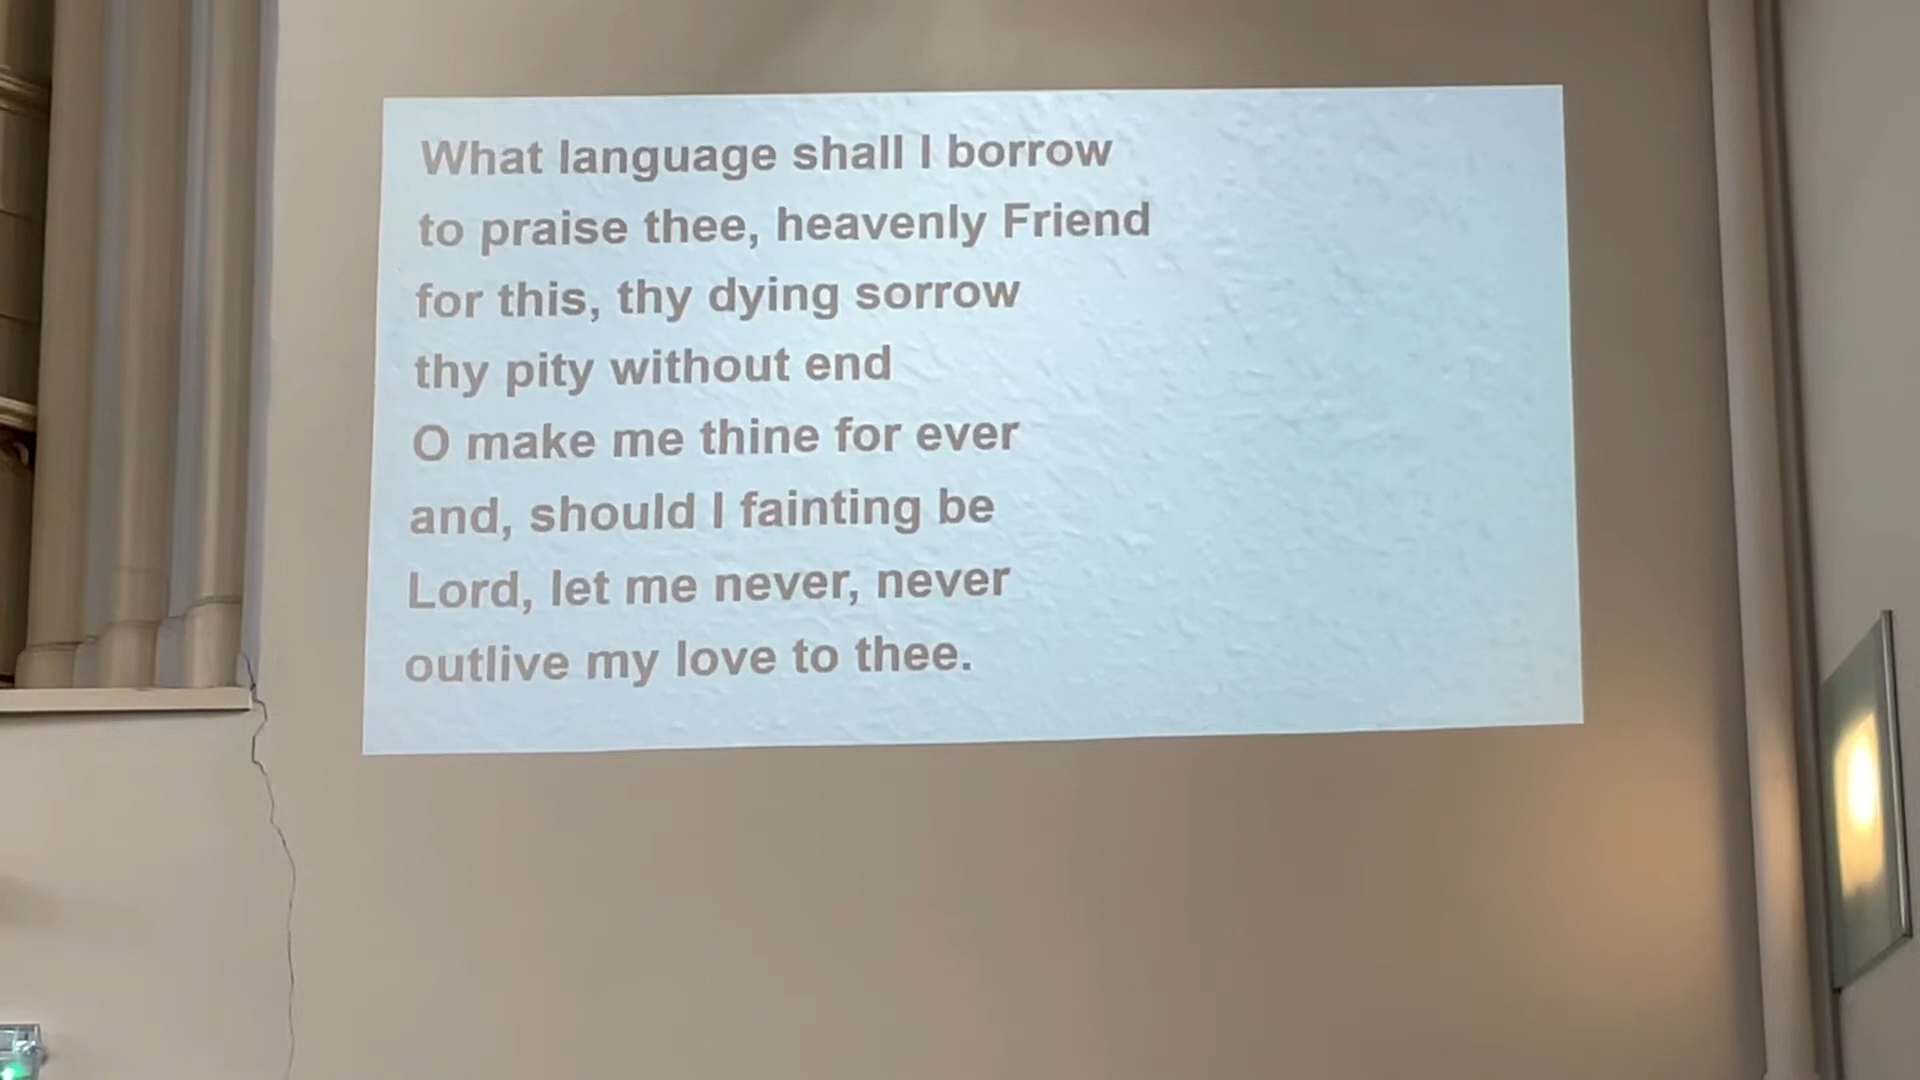 What language shall I borrow
to praise thee, heavenly Friend
for this, thy dying sorrow
thy pity without end
O make me thine for ever
and, should I fainting be
Lord, let me never, never
outlive my love to thee.